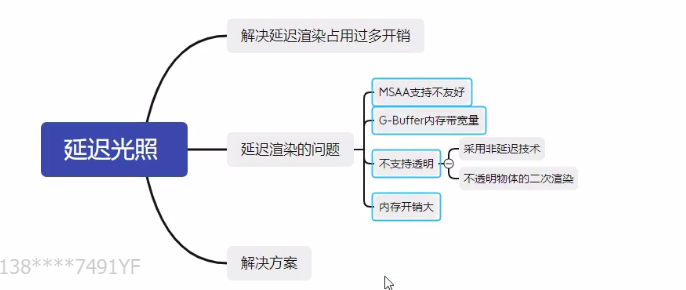 解决延迟渲染占用过多开销
MSAA支持不友好
G-Buffer内存带宽量
延迟光照
延迟渲染的问题
采用非延迟技术
不支持透明
不透明物体的二次渲染
内存开销大
解决方案
138****7491YF